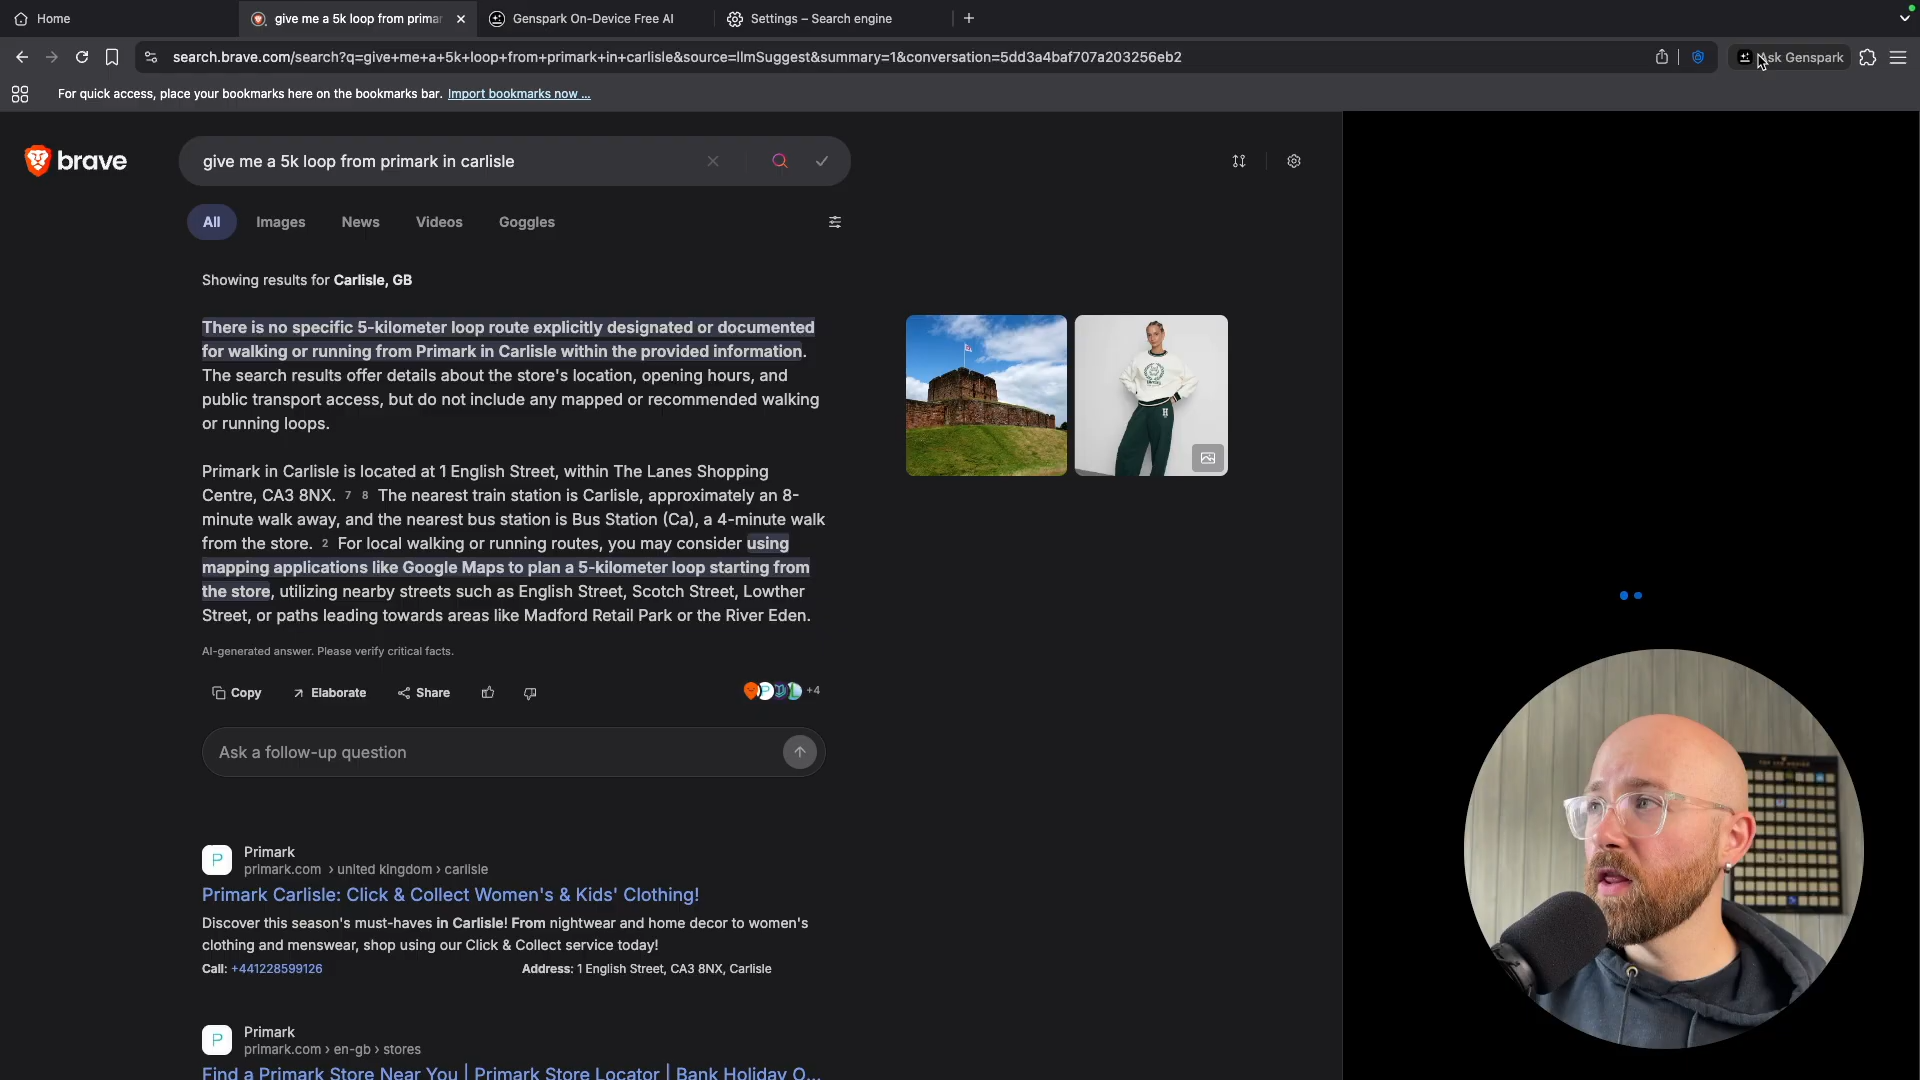 Home
give me a 5k loop from primar
Genspark On-Device Free AI
Settings – Search engine
search.brave.com/search?q=give+me+a+5k+loop+from+primark+in+carlisle&source=llmSuggest&summary=1&conversation=5dd3a4baf707a203256eb2
Ask Genspark
For quick access, place your bookmarks here on the bookmarks bar. Import bookmarks now ...
brave
give me a 5k loop from primark in carlisle
All
Images
News
Videos
Goggles
Showing results for Carlisle, GB
There is no specific 5-kilometer loop route explicitly designated or documented
for walking or running from Primark in Carlisle within the provided information.
The search results offer details about the store's location, opening hours, and
public transport access, but do not include any mapped or recommended walking
or running loops.
Primark in Carlisle is located at 1 English Street, within The Lanes Shopping
Centre, CA3 8NX. 7 8 The nearest train station is Carlisle, approximately an 8-
minute walk away, and the nearest bus station is Bus Station (Ca), a 4-minute walk
from the store. 2 For local walking or running routes, you may consider using
mapping applications like Google Maps to plan a 5-kilometer loop starting from
the store, utilizing nearby streets such as English Street, Scotch Street, Lowther
Street, or paths leading towards areas like Madford Retail Park or the River Eden.
AI-generated answer. Please verify critical facts.
Copy
Elaborate
Share
+4
Ask a follow-up question
P
Primark
primark.com › united kingdom › carlisle
Primark Carlisle: Click & Collect Women's & Kids' Clothing!
Discover this season's must-haves in Carlisle! From nightwear and home decor to women's
clothing and menswear, shop using our Click & Collect service today!
Call: +441228599126
Address: 1 English Street, CA3 8NX, Carlisle
P
Primark
primark.com › en-gb › stores
Find a Primark Store Near You | Primark Store Locator | Bank Holiday O...